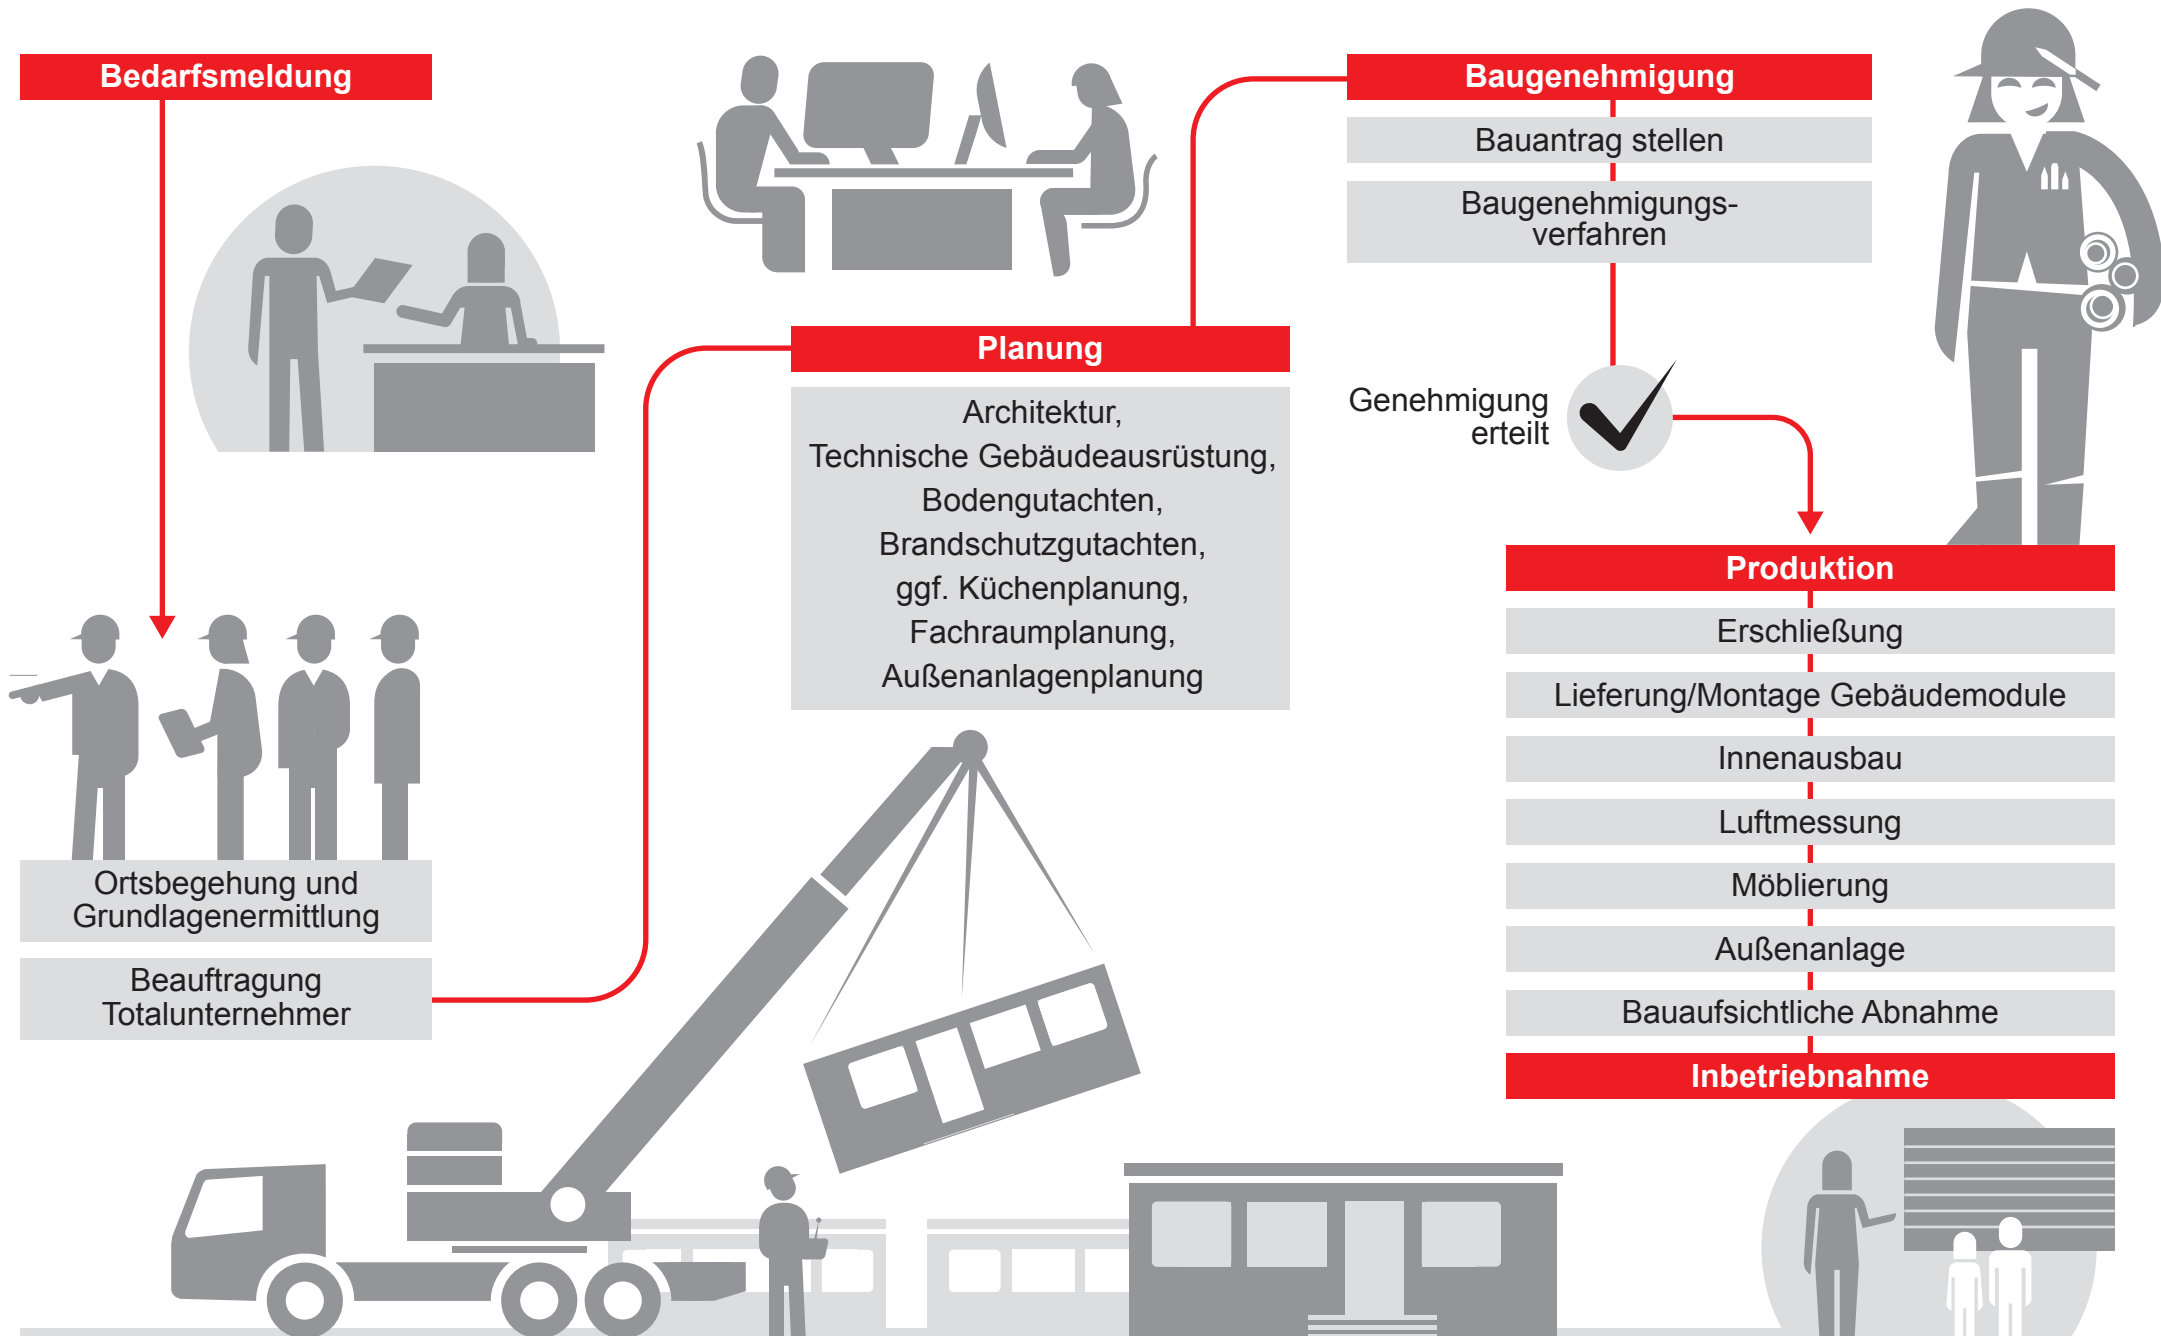 Bedarfsmeldung
Ortsbegehung und
Grundlagenermittlung
Beauftragung
Totalunternehmer
Planung
Architektur,
Technische Gebäudeausrüstung,
Bodengutachten,
Brandschutzgutachten,
ggf. Küchenplanung,
Fachraumplanung,
Außenanlagenplanung
Baugenehmigung
Bauantrag stellen
Baugenehmigungs-
verfahren
Genehmigung
erteilt
Produktion
Erschließung
Lieferung/Montage Gebäudemodule
Innenausbau
Luftmessung
Möblierung
Außenanlage
Bauaufsichtliche Abnahme
Inbetriebnahme